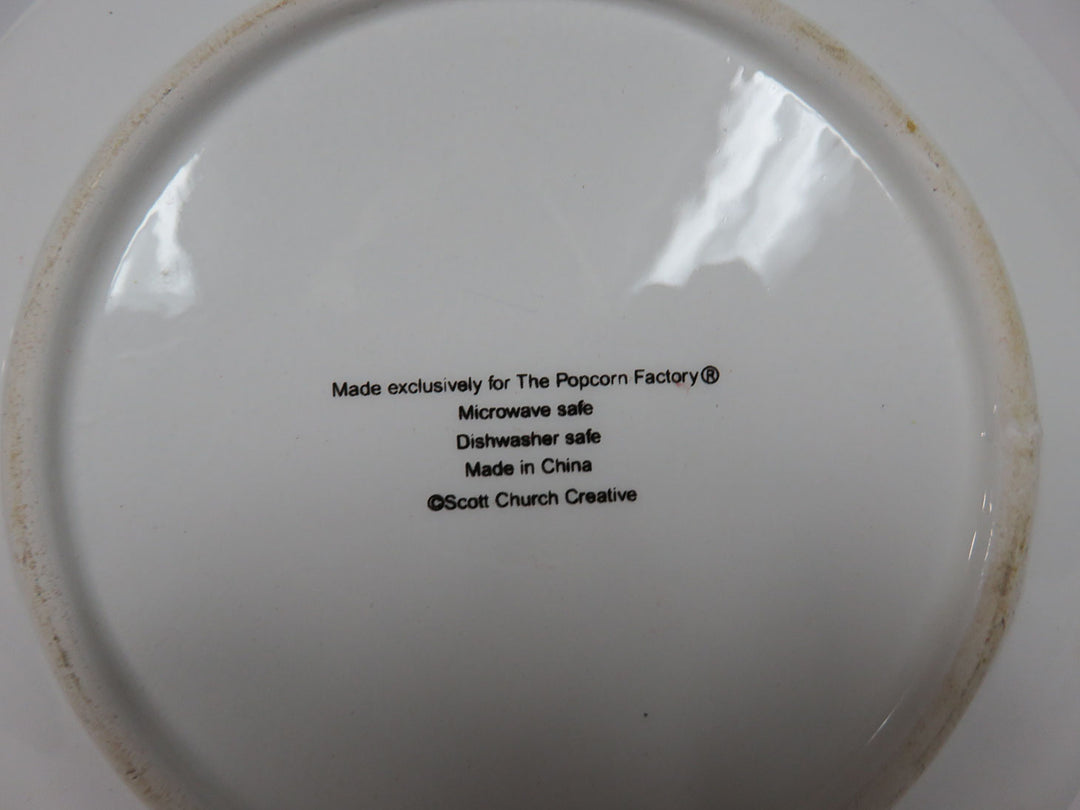 Made exclusively for The Popcorn Factory®
Microwave safe
Dishwasher safe
Made in China
©Scott Church Creative